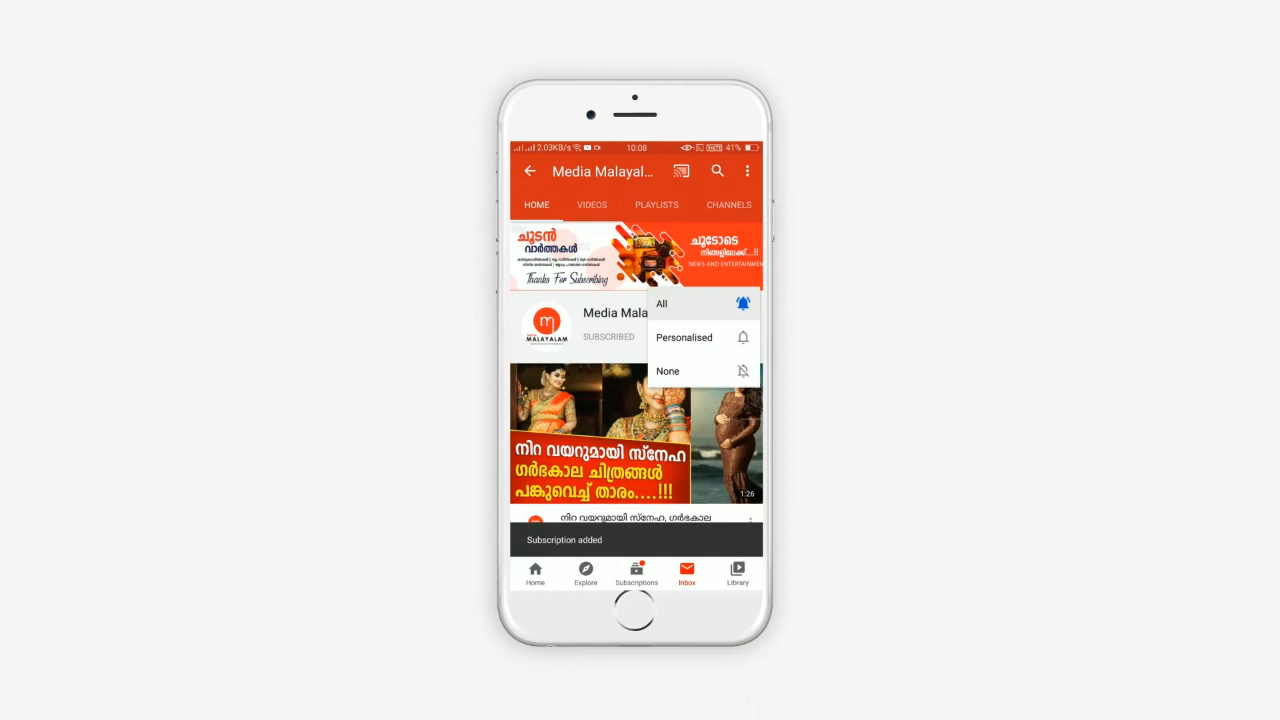 2.03KB/s
10:08
41%
Media Malayal...
HOME
VIDEOS
PLAYLISTS
CHANNELS
ചൂടൻ
വാർത്തകൾ
Thanks For Subscribing
ചൂടോടെ
നിങ്ങളിലേക്ക്...!!
NEWS AND ENTERTAINMEN
All
Media Mala
MALAYALAM
SUBSCRIBED
Personalised
None
നിറ വയറുമായി സ്നേഹ
ഗർഭകാല ചിത്രങ്ങൾ
പങ്കുവെച്ച് താരം....!!!
1:26
നിറ വയറുമായി സ്നേഹ, ഗർഭകാല
Subscription added
Home
Explore
Subscriptions
Inbox
Library